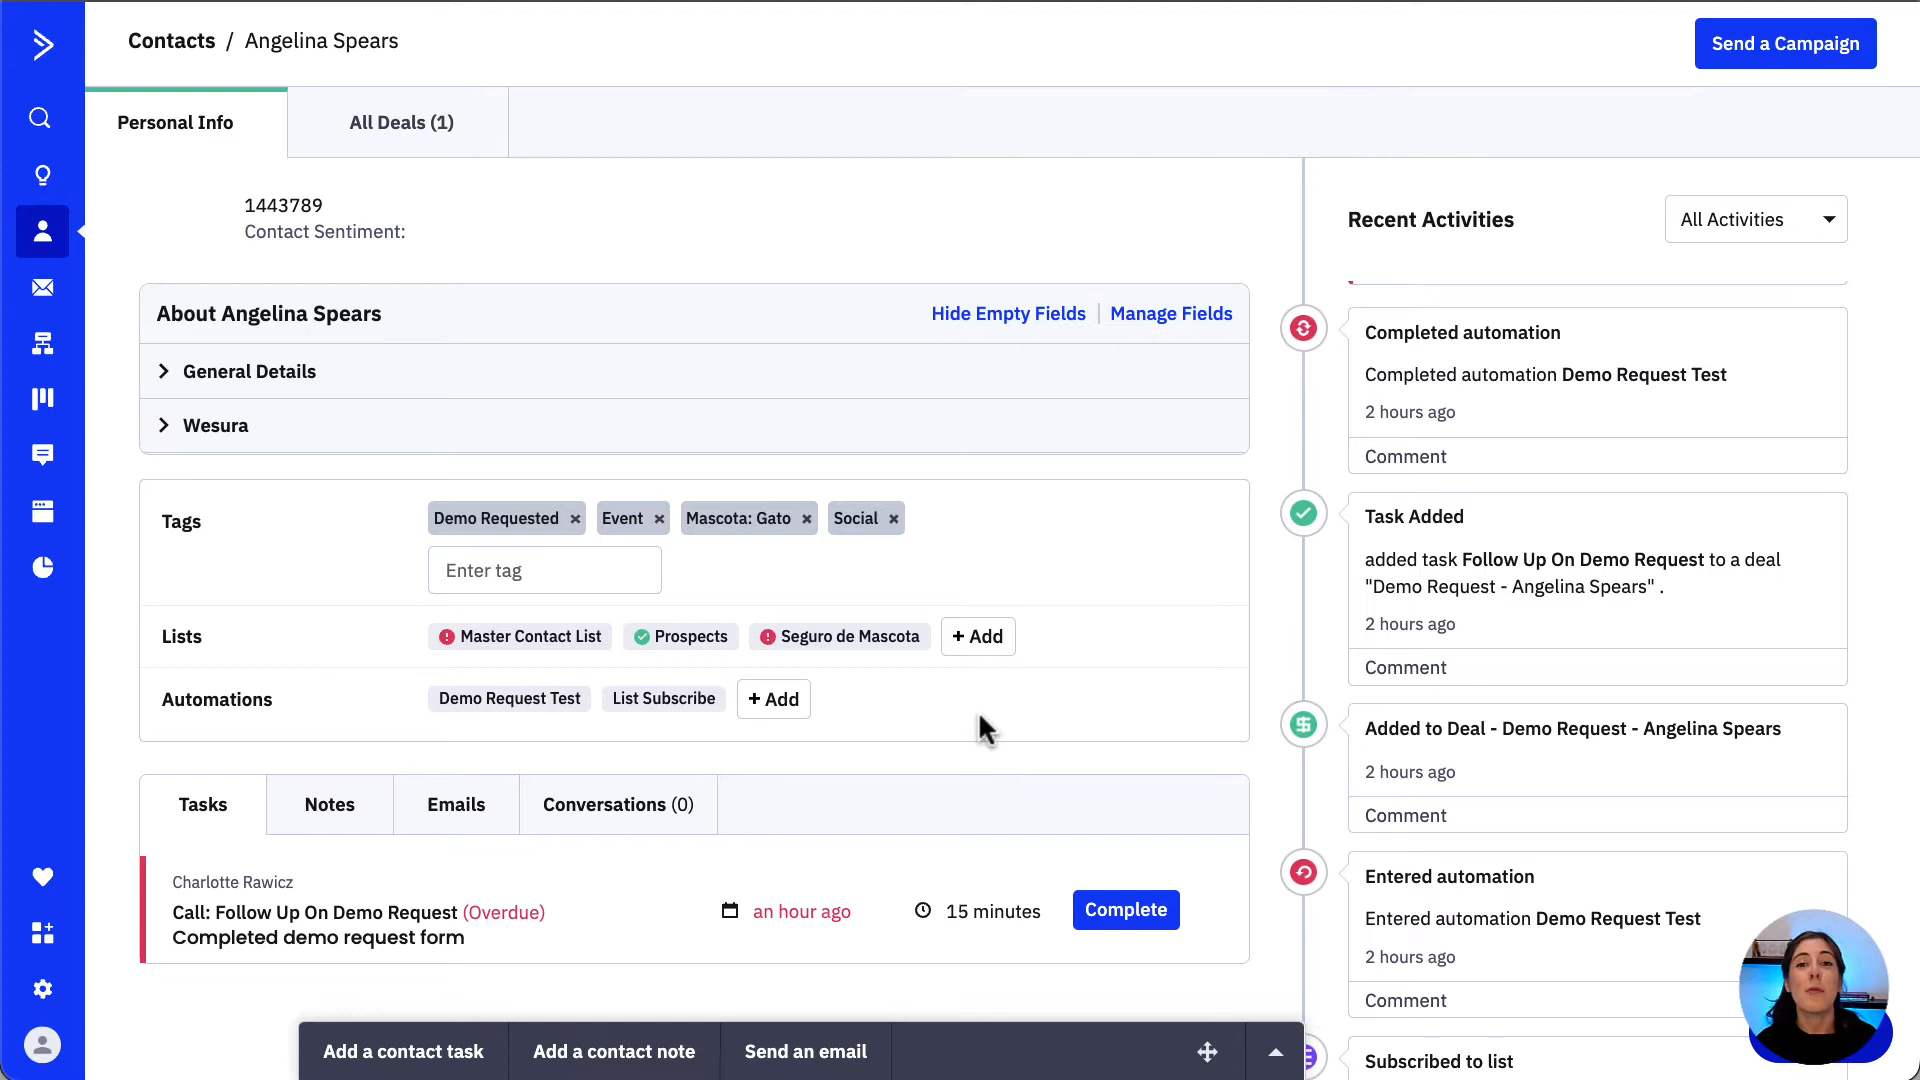 Contacts / Angelina Spears
Send a Campaign
Personal Info
All Deals (1)
1443789
Contact Sentiment:
About Angelina Spears
Hide Empty Fields
Manage Fields
General Details
Wesura
Tags
Demo Requested ×
Event ×
Mascota: Gato ×
Social ×
Enter tag
Lists
Master Contact List
Prospects
Seguro de Mascota
+ Add
Automations
Demo Request Test
List Subscribe
+ Add
Tasks
Notes
Emails
Conversations (0)
Charlotte Rawicz
Call: Follow Up On Demo Request (Overdue)
Completed demo request form
an hour ago
15 minutes
Complete
Add a contact task
Add a contact note
Send an email
Recent Activities
All Activities
Completed automation
Completed automation Demo Request Test
2 hours ago
Comment
Task Added
added task Follow Up On Demo Request to a deal
"Demo Request - Angelina Spears" .
2 hours ago
Comment
Added to Deal - Demo Request - Angelina Spears
2 hours ago
Comment
Entered automation
Entered automation Demo Request Test
2 hours ago
Comment
Subscribed to list